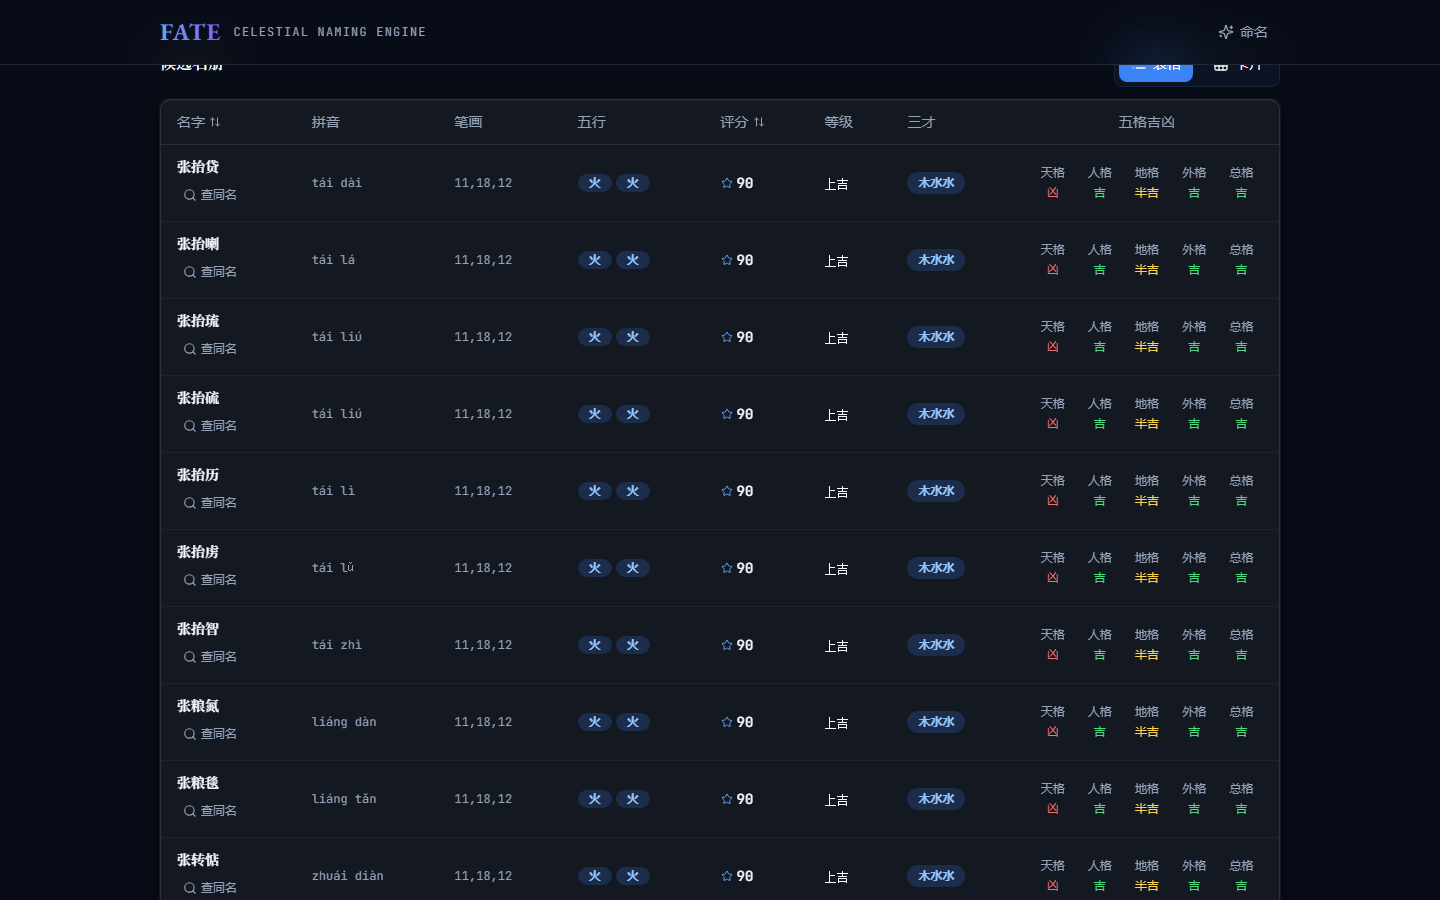 FATE CELESTIAL NAMING ENGINE 命名
候选名册 表格 卡片
名字 拼音 笔画 五行 评分 等级 三才 五格吉凶
张抬贷 tái dài 11,18,12 火 火 90 上吉 木水水 天格 人格 地格 外格 总格
查同名 凶 吉 半吉 吉 吉
张抬喇 tái lá 11,18,12 火 火 90 上吉 木水水 天格 人格 地格 外格 总格
查同名 凶 吉 半吉 吉 吉
张抬琉 tái liú 11,18,12 火 火 90 上吉 木水水 天格 人格 地格 外格 总格
查同名 凶 吉 半吉 吉 吉
张抬硫 tái liú 11,18,12 火 火 90 上吉 木水水 天格 人格 地格 外格 总格
查同名 凶 吉 半吉 吉 吉
张抬历 tái lì 11,18,12 火 火 90 上吉 木水水 天格 人格 地格 外格 总格
查同名 凶 吉 半吉 吉 吉
张抬虏 tái lǔ 11,18,12 火 火 90 上吉 木水水 天格 人格 地格 外格 总格
查同名 凶 吉 半吉 吉 吉
张抬智 tái zhì 11,18,12 火 火 90 上吉 木水水 天格 人格 地格 外格 总格
查同名 凶 吉 半吉 吉 吉
张粮氮 liáng dàn 11,18,12 火 火 90 上吉 木水水 天格 人格 地格 外格 总格
查同名 凶 吉 半吉 吉 吉
张粮毯 liáng tǎn 11,18,12 火 火 90 上吉 木水水 天格 人格 地格 外格 总格
查同名 凶 吉 半吉 吉 吉
张转惦 zhuái diàn 11,18,12 火 火 90 上吉 木水水 天格 人格 地格 外格 总格
查同名 凶 吉 半吉 吉 吉